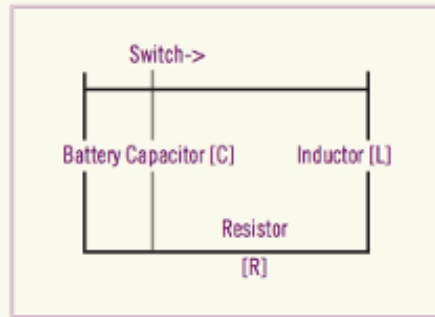 Switch->
Battery Capacitor [C]
Inductor [L]
Resistor
[R]